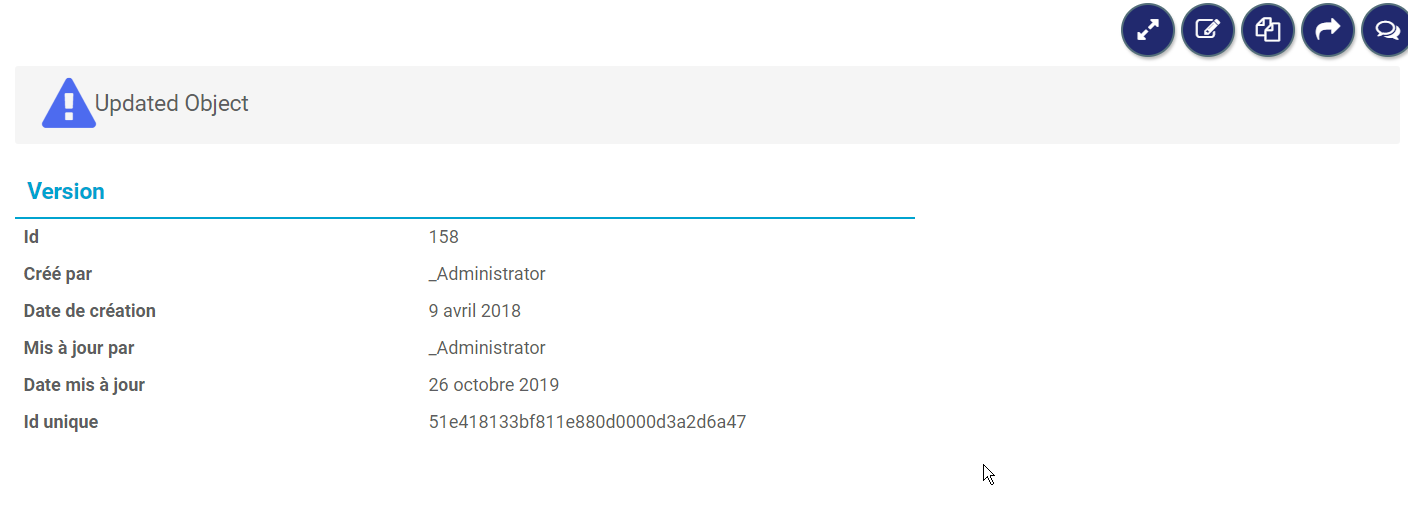 Updated Object
Version
Id 158
Créé par _Administrator
Date de création 9 avril 2018
Mis à jour par _Administrator
Date mis à jour 26 octobre 2019
Id unique 51e418133bf811e880d0000d3a2d6a47